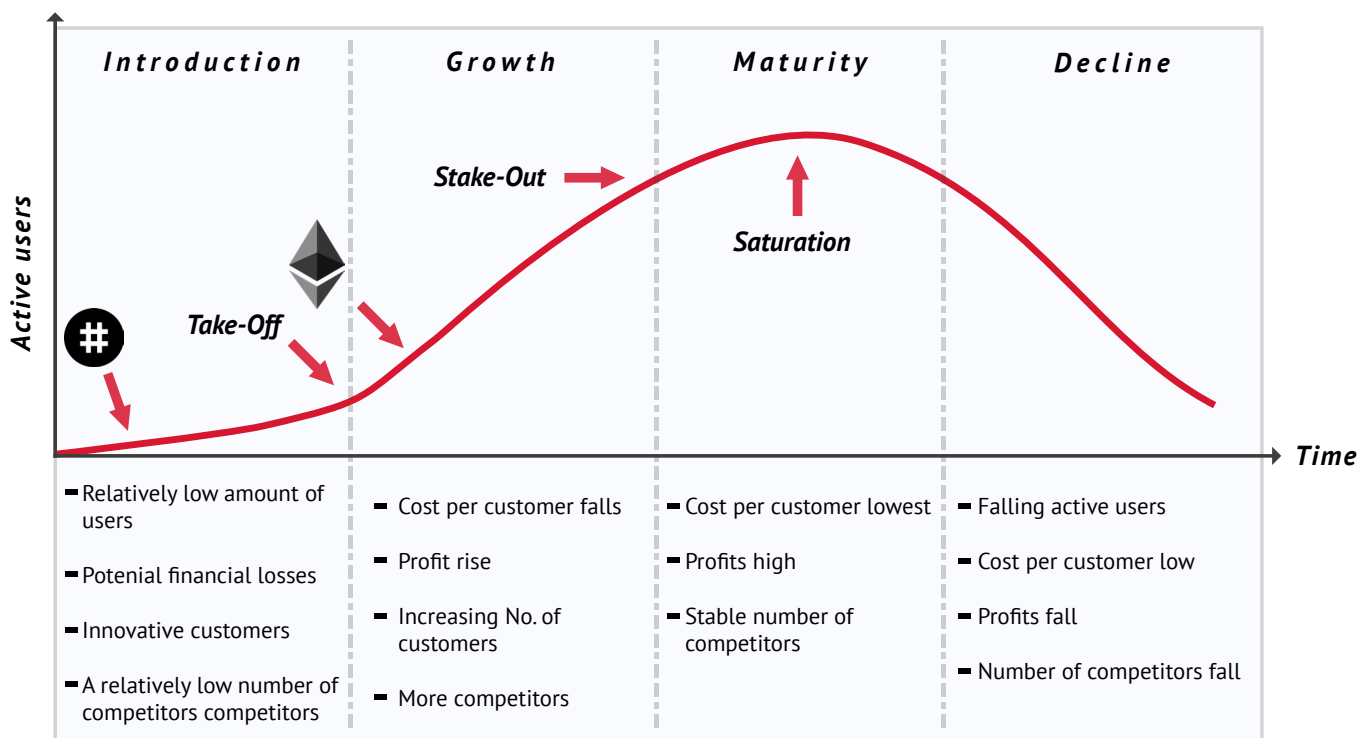 Introduction
Growth
Maturity
Decline
Active users
Stake-Out
Saturation
Take-Off
#
Time
- Relatively low amount of
users
- Potenial financial losses
- Innovative customers
- A relatively low number of
competitors competitors
- Cost per customer falls
- Profit rise
- Increasing No. of
customers
- More competitors
- Cost per customer lowest
- Profits high
- Stable number of
competitors
- Falling active users
- Cost per customer low
- Profits fall
- Number of competitors fall